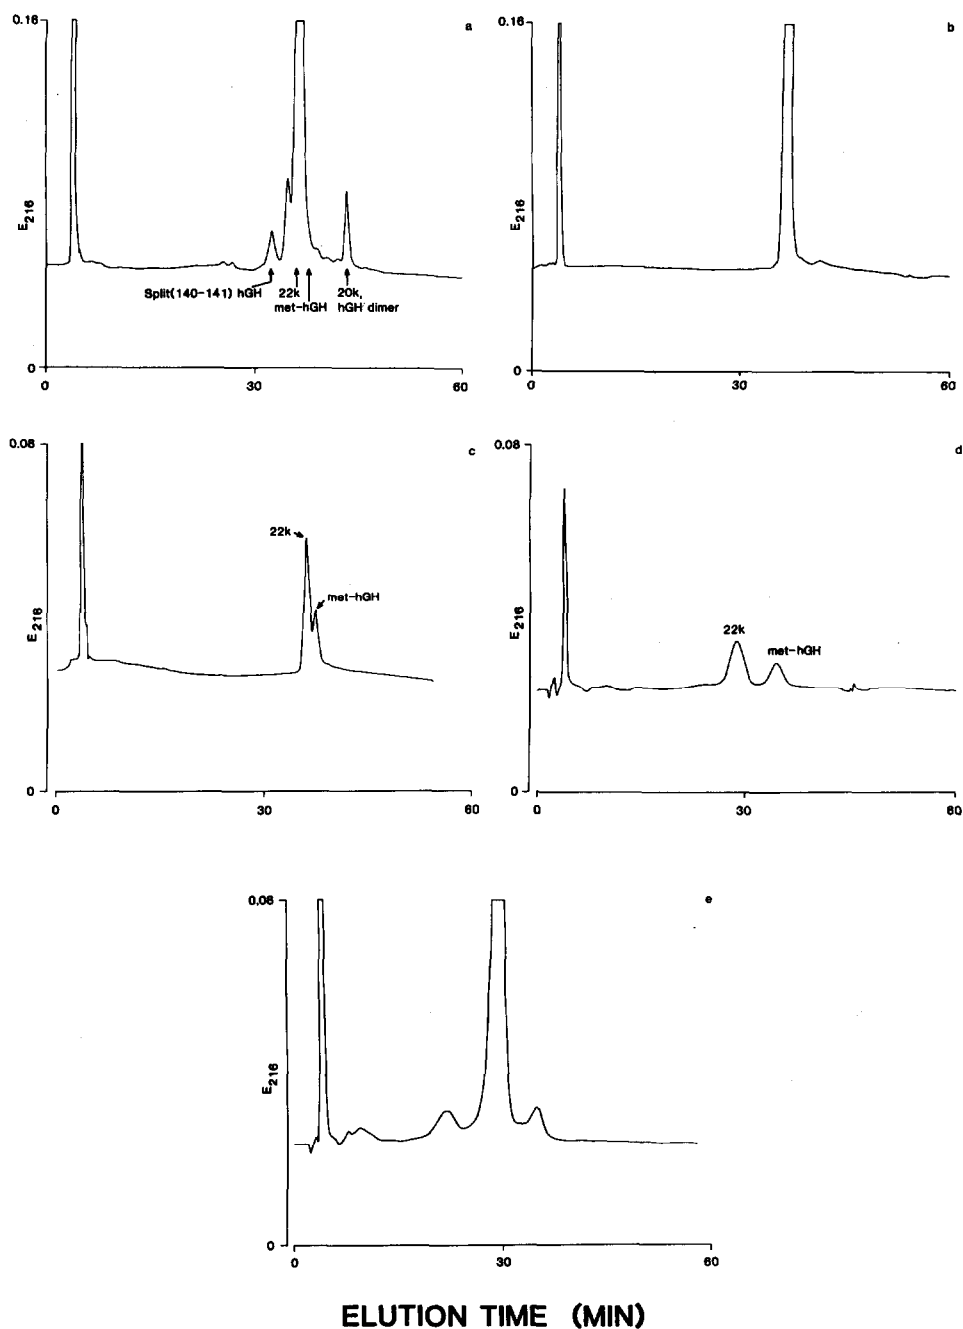 0.16
a
E216
Split(140-141) hGH
22k
met-hGH
20k,
hGH dimer
0
0
30
60
0.16
b
E216
0
0
30
60
0.08
c
22k
met-hGH
E216
0
0
30
60
0.08
d
E216
22k
met-hGH
0
0
30
60
0.08
e
E216
0
0
30
60
ELUTION TIME (MIN)